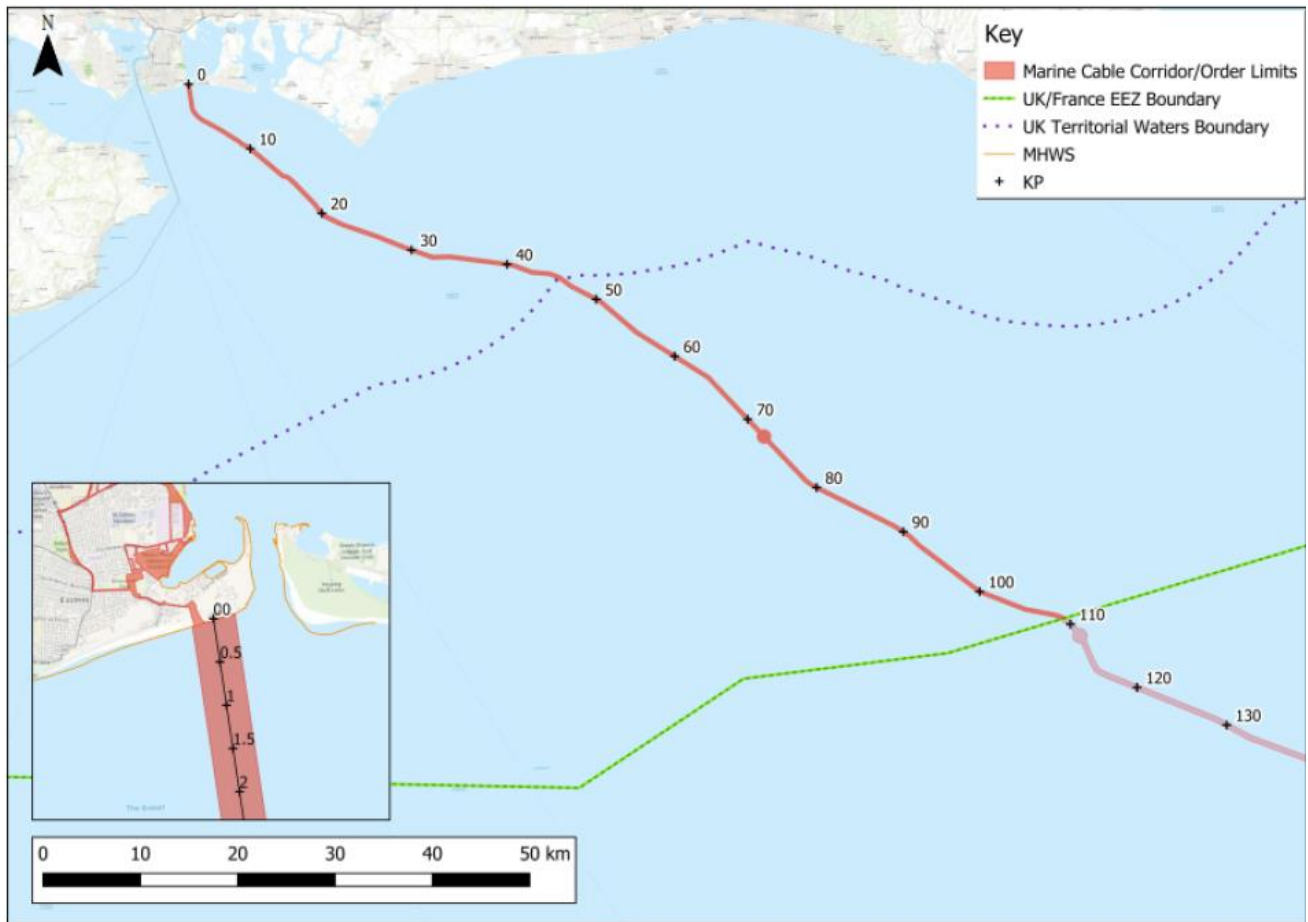 N
Key
Marine Cable Corridor/Order Limits
UK/France EEZ Boundary
UK Territorial Waters Boundary
MHWS
KP
0
10
20
30
40
50
60
70
80
90
100
110
120
130
00
0.5
1
1.5
2
0 10 20 30 40 50 km